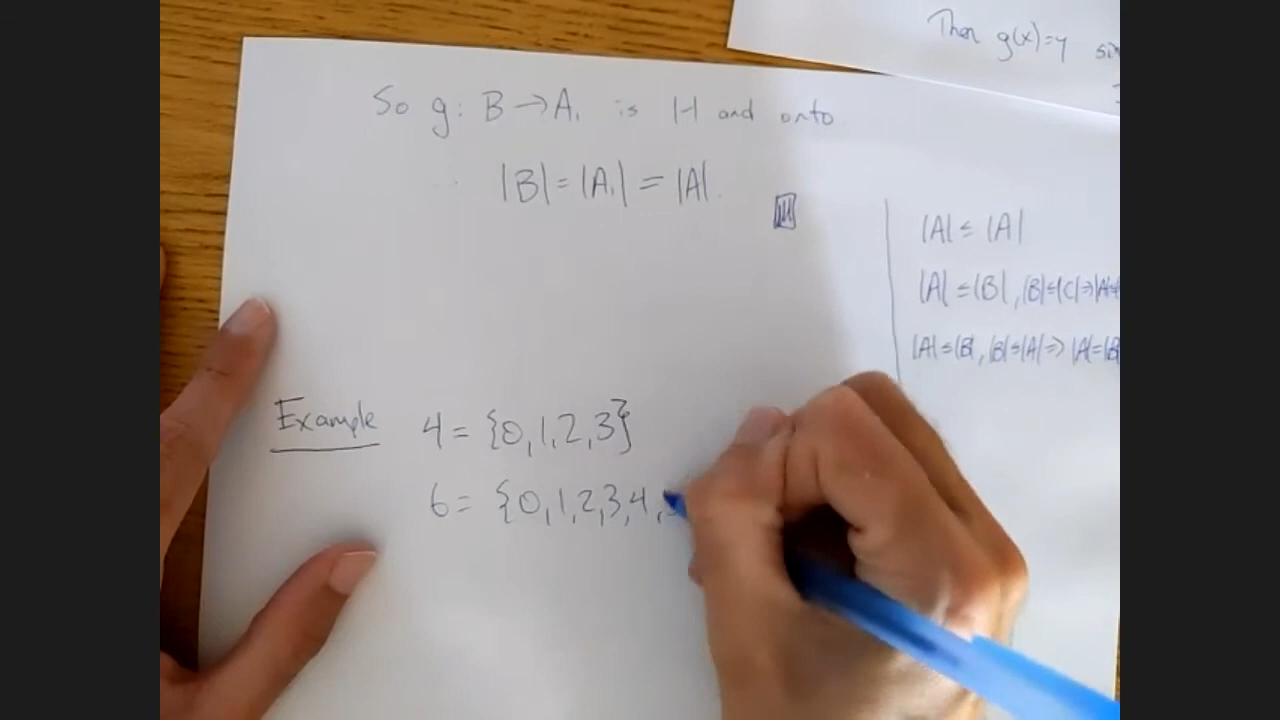 Then g(x)=y
So g: B→A₁ is 1-1 and onto
|B| = |A₁| = |A|.
|A| ≤ |A|
|A| ≤ |B|, |B| ≤ |C| ⇒ |A| ≤
|A| ≤ |B|, |B| ≤ |A| ⇒ |A| = |B|
Example 4 = {0, 1, 2, 3}
6 = {0, 1, 2, 3, 4,